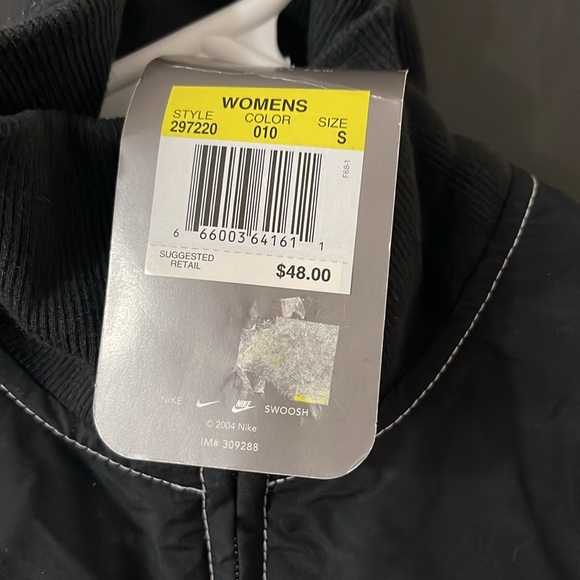 WOMENS
STYLE COLOR SIZE
297220 010 S
F68-1
6 66003 64161 1
SUGGESTED
RETAIL
$48.00
NIKE NIKE SWOOSH
© 2004 Nike
IM# 309288